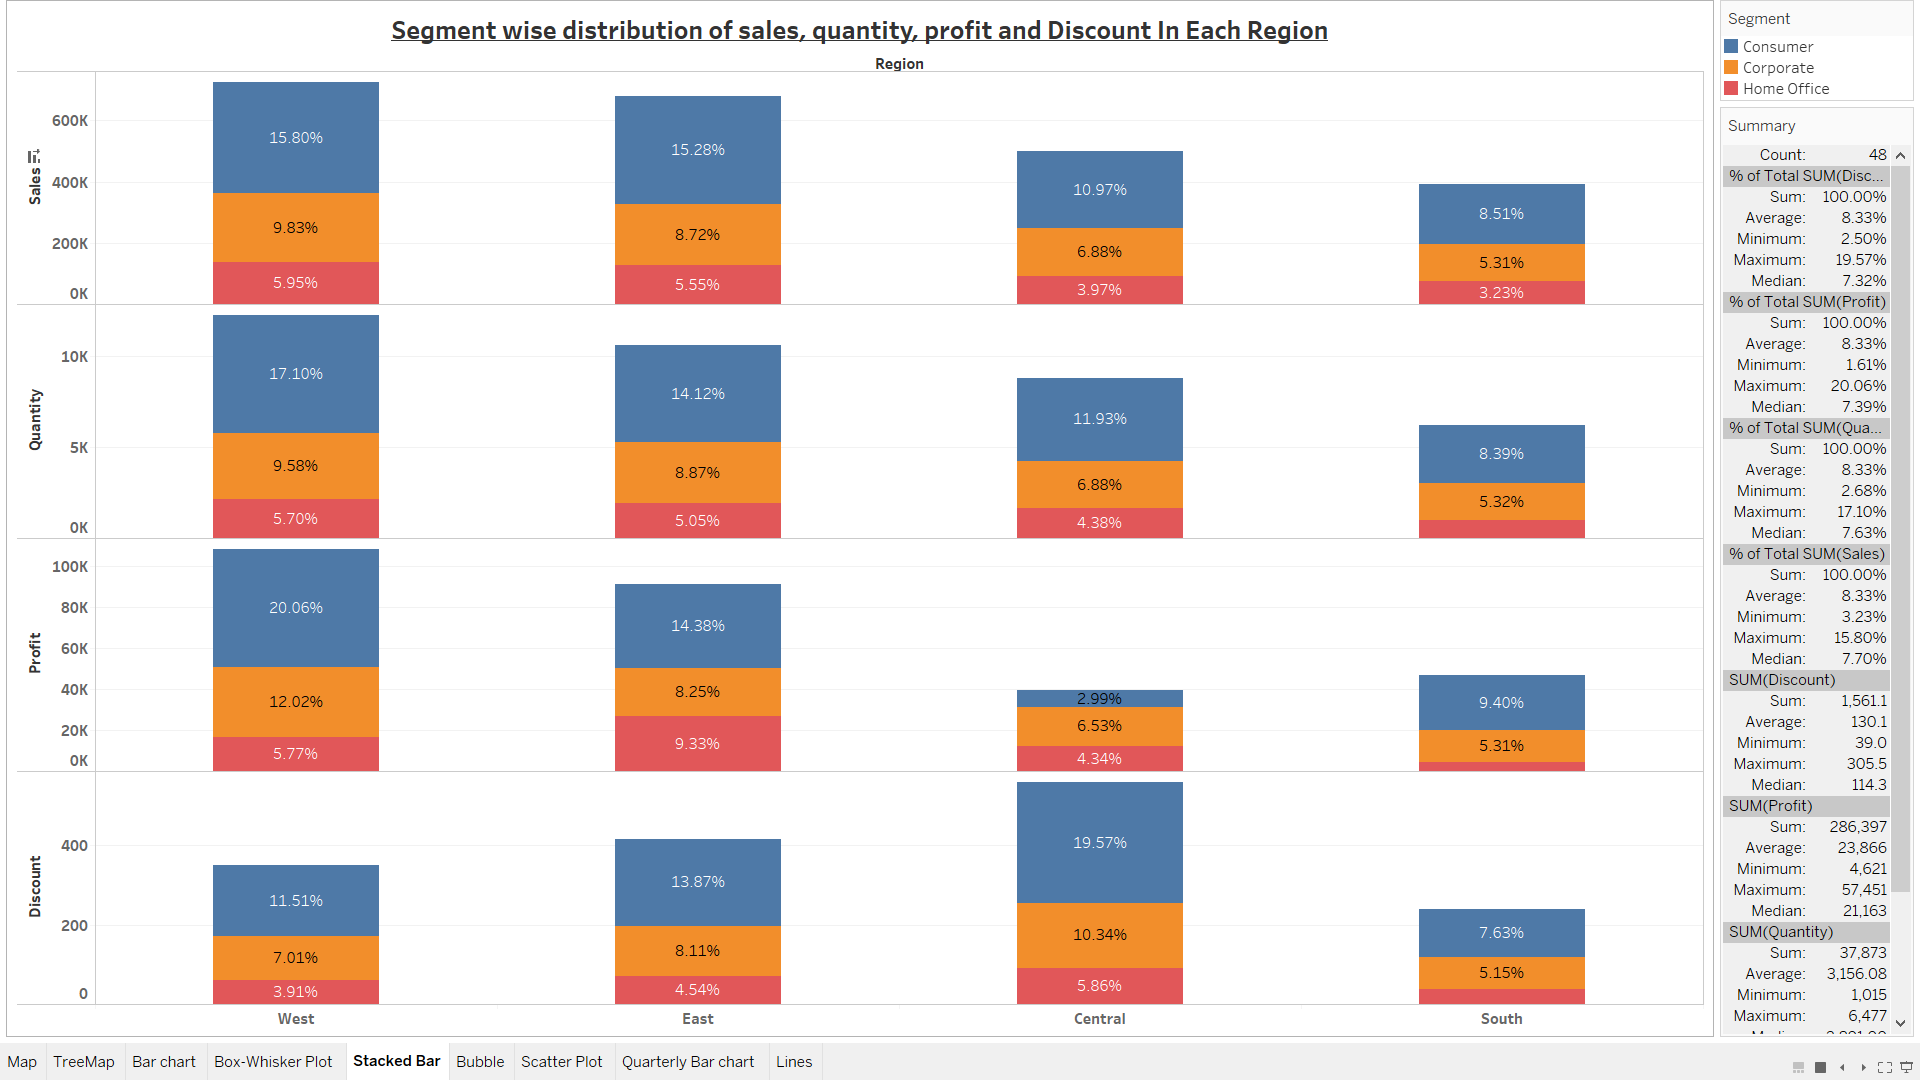 Segment wise distribution of sales, quantity, profit and Discount In Each Region
Region
Sales
600K
400K
200K
0K
15.80%
9.83%
5.95%
15.28%
8.72%
5.55%
10.97%
6.88%
3.97%
8.51%
5.31%
3.23%
Quantity
10K
5K
0K
17.10%
9.58%
5.70%
14.12%
8.87%
5.05%
11.93%
6.88%
4.38%
8.39%
5.32%
Profit
100K
80K
60K
40K
20K
0K
20.06%
12.02%
5.77%
14.38%
8.25%
9.33%
2.99%
6.53%
4.34%
9.40%
5.31%
Discount
400
200
0
11.51%
7.01%
3.91%
13.87%
8.11%
4.54%
19.57%
10.34%
5.86%
7.63%
5.15%
West East Central South
Segment
Consumer
Corporate
Home Office
Summary
Count: 48
% of Total SUM(Disc...
Sum: 100.00%
Average: 8.33%
Minimum: 2.50%
Maximum: 19.57%
Median: 7.32%
% of Total SUM(Profit)
Sum: 100.00%
Average: 8.33%
Minimum: 1.61%
Maximum: 20.06%
Median: 7.39%
% of Total SUM(Qua...
Sum: 100.00%
Average: 8.33%
Minimum: 2.68%
Maximum: 17.10%
Median: 7.63%
% of Total SUM(Sales)
Sum: 100.00%
Average: 8.33%
Minimum: 3.23%
Maximum: 15.80%
Median: 7.70%
SUM(Discount)
Sum: 1,561.1
Average: 130.1
Minimum: 39.0
Maximum: 305.5
Median: 114.3
SUM(Profit)
Sum: 286,397
Average: 23,866
Minimum: 4,621
Maximum: 57,451
Median: 21,163
SUM(Quantity)
Sum: 37,873
Average: 3,156.08
Minimum: 1,015
Maximum: 6,477
Map TreeMap Bar chart Box-Whisker Plot Stacked Bar Bubble Scatter Plot Quarterly Bar chart Lines